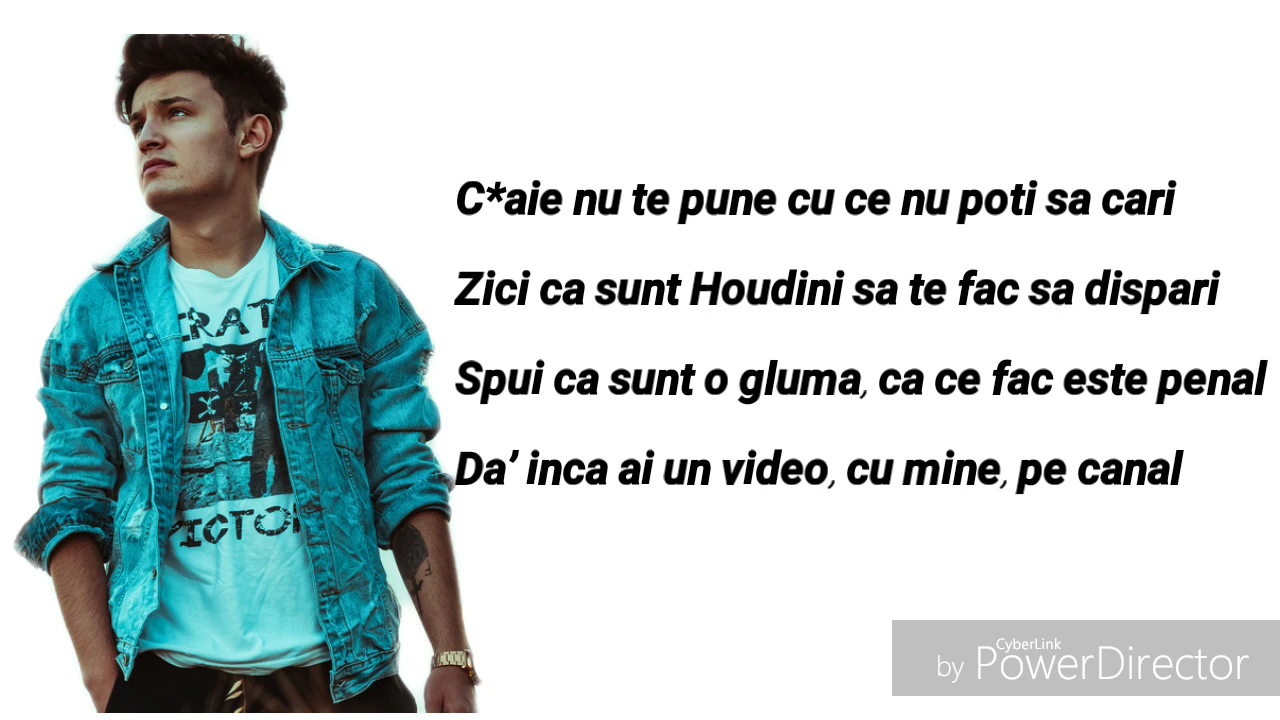 C*aie nu te pune cu ce nu poti sa cari
Zici ca sunt Houdini sa te fac sa dispari
Spui ca sunt o gluma, ca ce fac este penal
Da’ inca ai un video, cu mine, pe canal
CyberLink
by PowerDirector